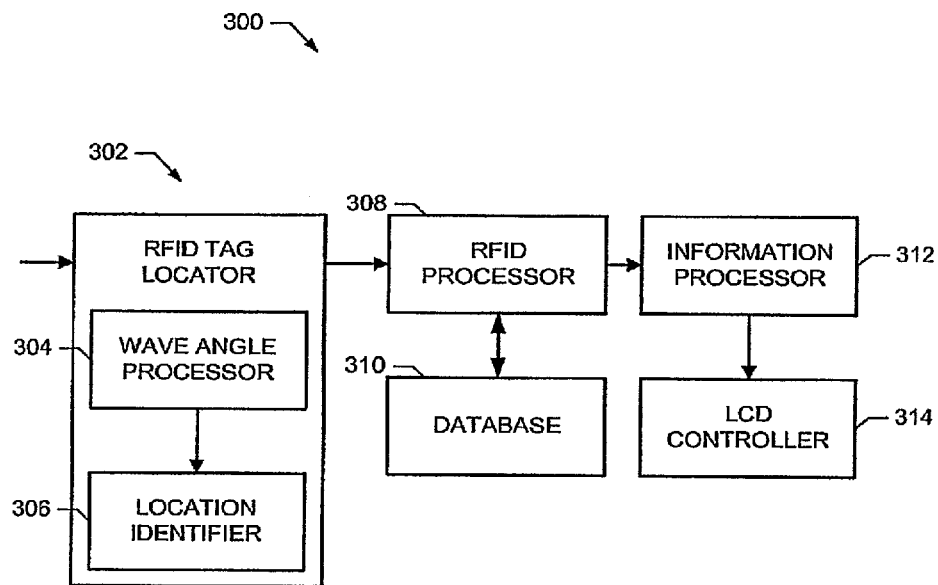 300
302
RFID TAG
LOCATOR
304
WAVE ANGLE
PROCESSOR
306
LOCATION
IDENTIFIER
308
RFID
PROCESSOR
310
DATABASE
INFORMATION
PROCESSOR
312
LCD
CONTROLLER
314